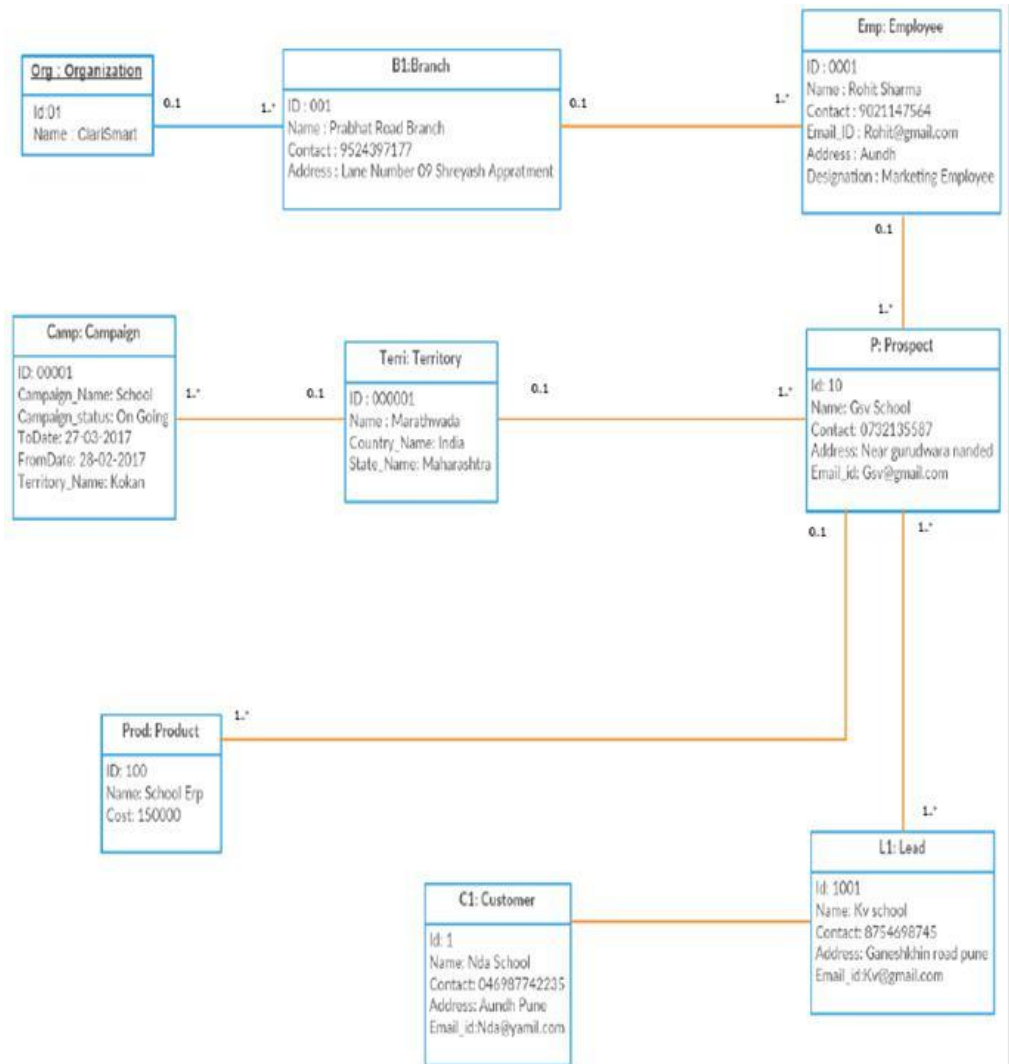 Org : Organization
Id:01
Name : ClariSmart
0.1
1..*
B1:Branch
ID : 001
Name : Prabhat Road Branch
Contact : 9524397177
Address : Lane Number 09 Shreyash Appratment
0.1
1..*
Emp: Employee
ID : 0001
Name : Rohit Sharma
Contact : 9021147564
Email_ID : Rohit@gmail.com
Address : Aundh
Designation : Marketing Employee
0.1
1..*
Camp: Campaign
ID: 00001
Campaign_Name: School
Campaign_status: On Going
ToDate: 27-03-2017
FromDate: 28-02-2017
Territory_Name: Kokan
1..*
0.1
Terri: Territory
ID : 000001
Name : Marathwada
Country_Name: India
State_Name: Maharashtra
0.1
1..*
P: Prospect
Id: 10
Name: Gsv School
Contact: 0732135587
Address: Near gurudwara nanded
Email_id: Gsv@gmail.com
0.1
1..*
1..*
Prod: Product
ID: 100
Name: School Erp
Cost: 150000
1..*
L1: Lead
Id: 1001
Name: Kv school
Contact: 8754698745
Address: Ganeshkhin road pune
Email_id:Kv@gmail.com
C1: Customer
Id: 1
Name: Nda School
Contact: 046987742235
Address: Aundh Pune
Email_id:Nda@yamil.com